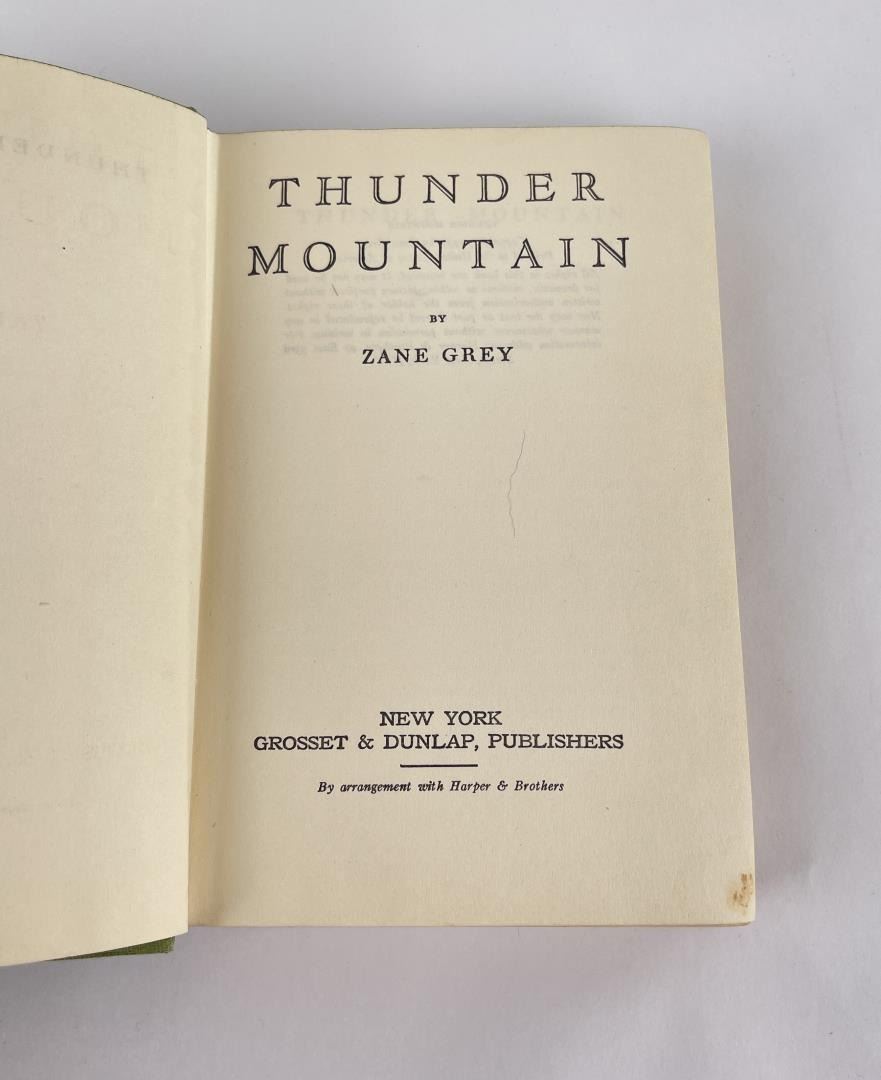 THUNDER
MOUNTAIN
BY
ZANE GREY
NEW YORK
GROSSET & DUNLAP, PUBLISHERS
By arrangement with Harper & Brothers